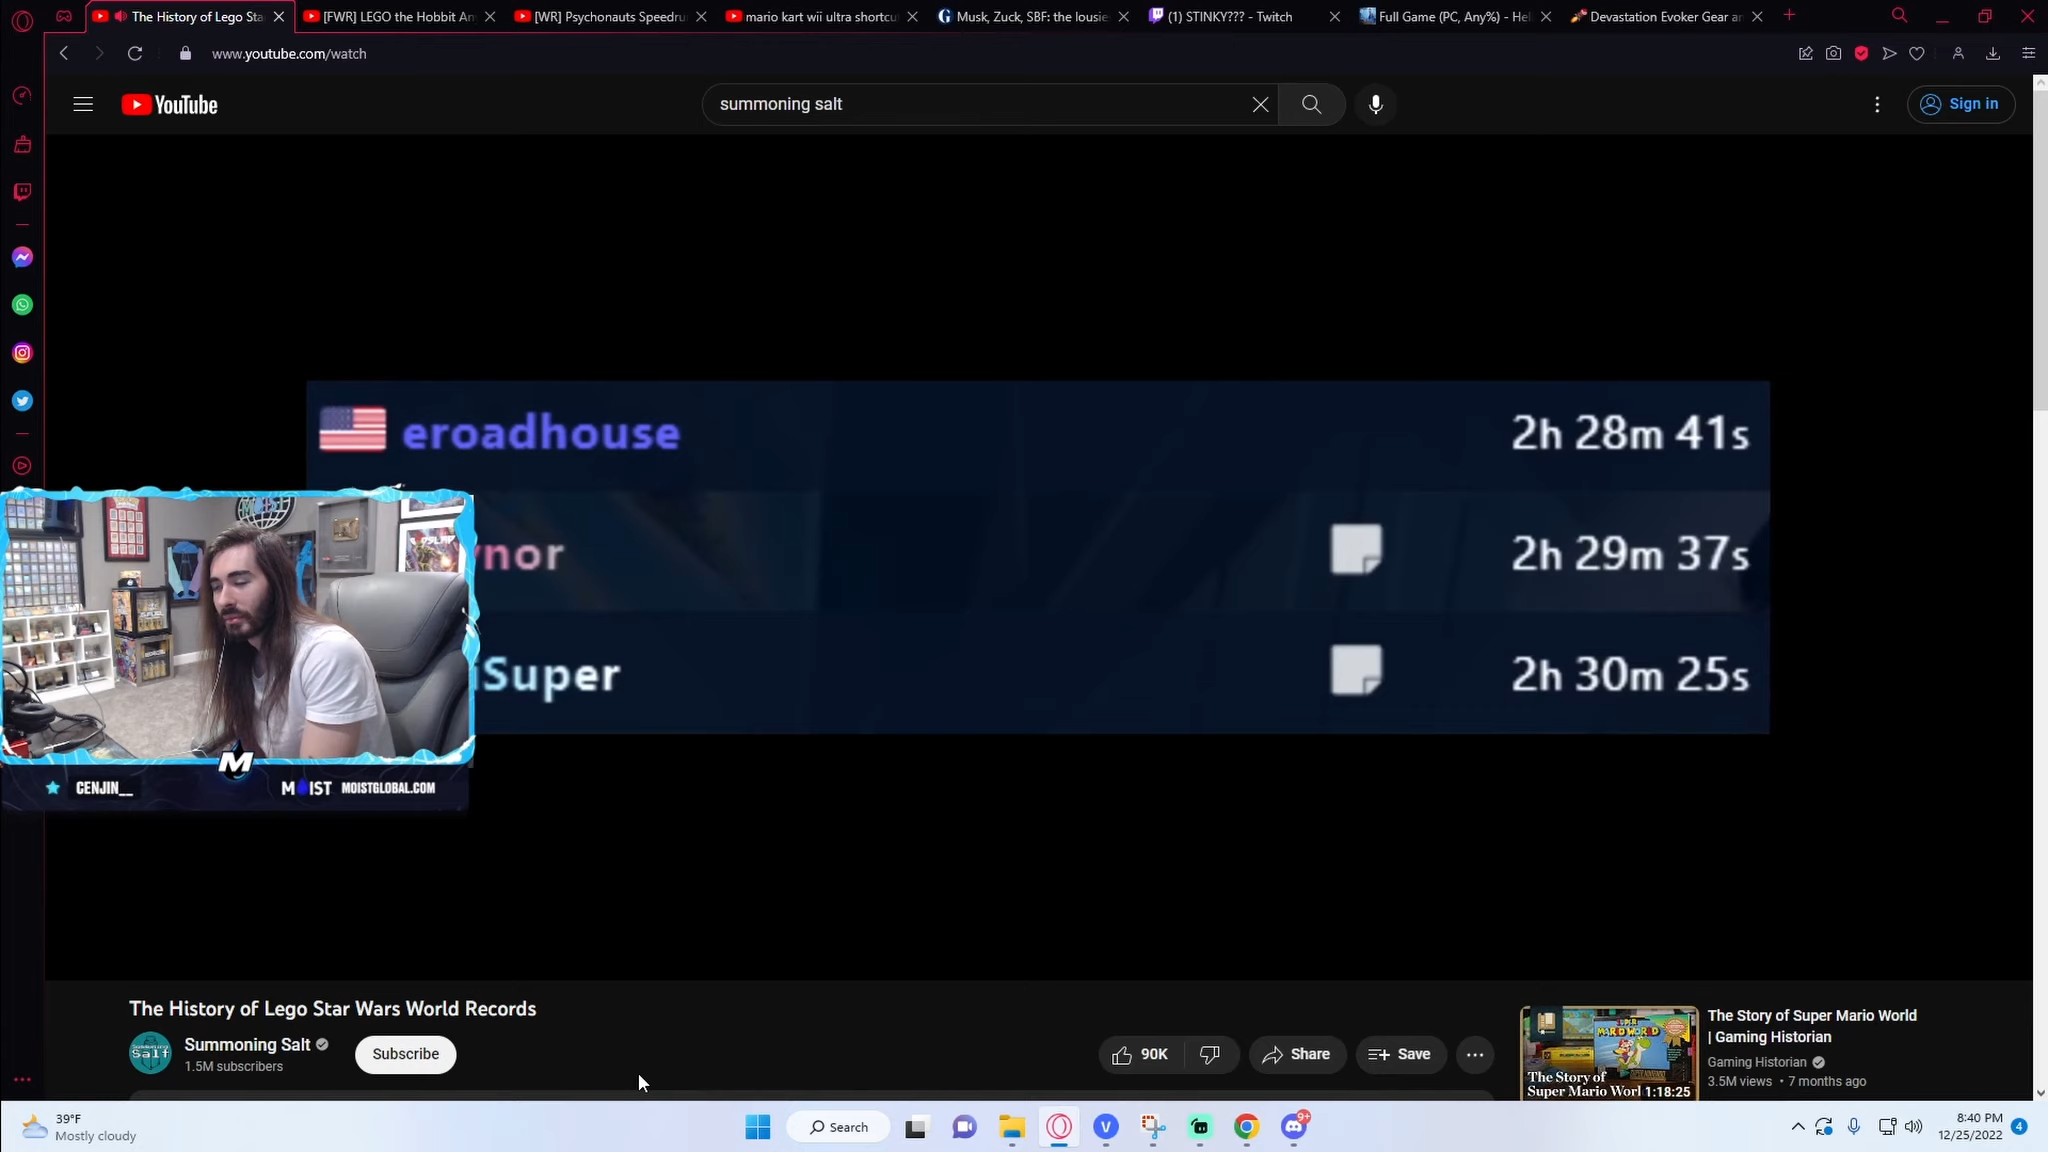 The History of Lego Sta
[FWR] LEGO the Hobbit An
[WR] Psychonauts Speedru
mario kart wii ultra shortcu
Musk, Zuck, SBF: the lousie
(1) STINKY??? - Twitch
Full Game (PC, Any%) - Hel
Devastation Evoker Gear a
www.youtube.com/watch
YouTube
summoning salt
Sign in
eroadhouse
2h 28m 41s
nor
2h 29m 37s
Super
2h 30m 25s
MOIST
M
CENJIN__
MOIST
MOISTGLOBAL.COM
The History of Lego Star Wars World Records
Salt
Summoning Salt
1.5M subscribers
Subscribe
90K
Share
Save
The Story of
Super Mario Worl
1:18:25
The Story of Super Mario World
| Gaming Historian
Gaming Historian
3.5M views • 7 months ago
39°F
Mostly cloudy
Search
V
9+
8:40 PM
12/25/2022
4